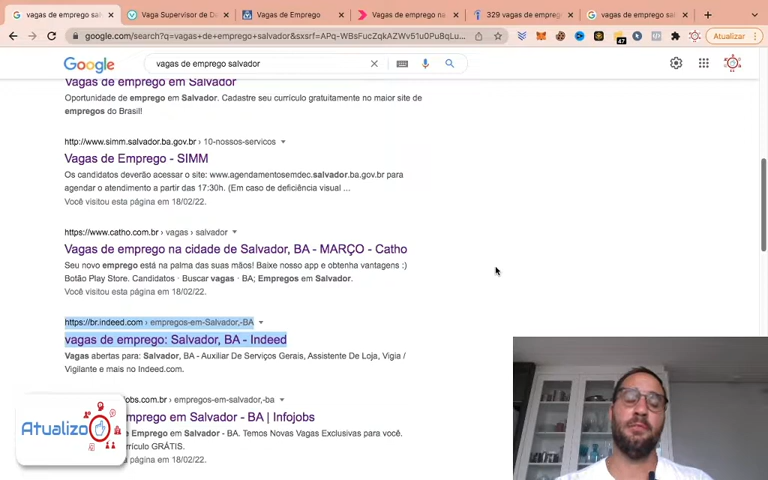 vagas de emprego sal
Vaga Supervisor de D
Vagas de Emprego
Vagas de emprego n
329 vagas de empreg
vagas de emprego sal
google.com/search?q=vagas+de+emprego+salvador&sxsrf=APq-WBsFucZqkAZWv51u0Pu8qLu...
47
Atualizar
Google
vagas de emprego salvador
Vagas de emprego em Salvador
Oportunidade de emprego em Salvador. Cadastre seu currículo gratuitamente no maior site de
empregos do Brasil!
http://www.simm.salvador.ba.gov.br › 10-nossos-servicos
Vagas de Emprego - SIMM
Os candidatos deverão acessar o site: www.agendamentosemdec.salvador.ba.gov.br para
agendar o atendimento a partir das 17:30h. (Em caso de deficiência visual ...
Você visitou esta página em 18/02/22.
https://www.catho.com.br › vagas › salvador
Vagas de emprego na cidade de Salvador, BA - MARÇO - Catho
Seu novo emprego está na palma das suas mãos! Baixe nosso app e obtenha vantagens :)
Botão Play Store. Candidatos · Buscar vagas · BA; Empregos em Salvador.
Você visitou esta página em 18/02/22.
https://br.indeed.com › empregos-em-Salvador,-BA
vagas de emprego: Salvador, BA - Indeed
Vagas abertas para: Salvador, BA - Auxiliar De Serviços Gerais, Assistente De Loja, Vigia /
Vigilante e mais no Indeed.com.
jobs.com.br › empregos-em-salvador,-ba
mprego em Salvador - BA | Infojobs
Emprego em Salvador - BA. Temos Novas Vagas Exclusivas para você.
rrículo GRÁTIS.
página em 18/02/22.
Atualizo